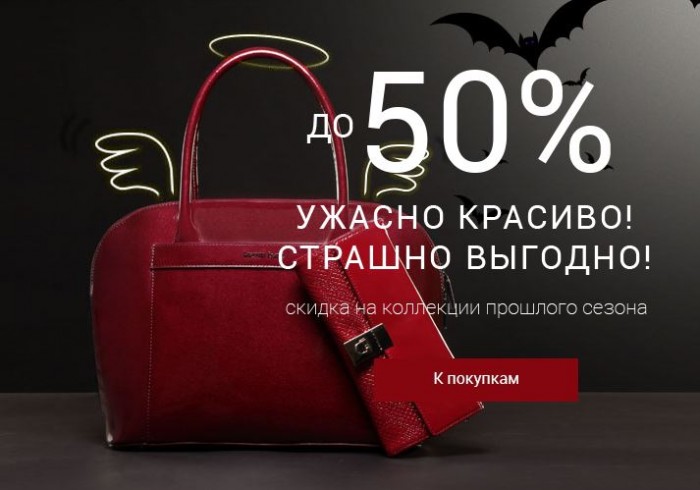 до 50%
УЖАСНО КРАСИВО!
СТРАШНО ВЫГОДНО!
скидка на коллекции прошлого сезона
К покупкам